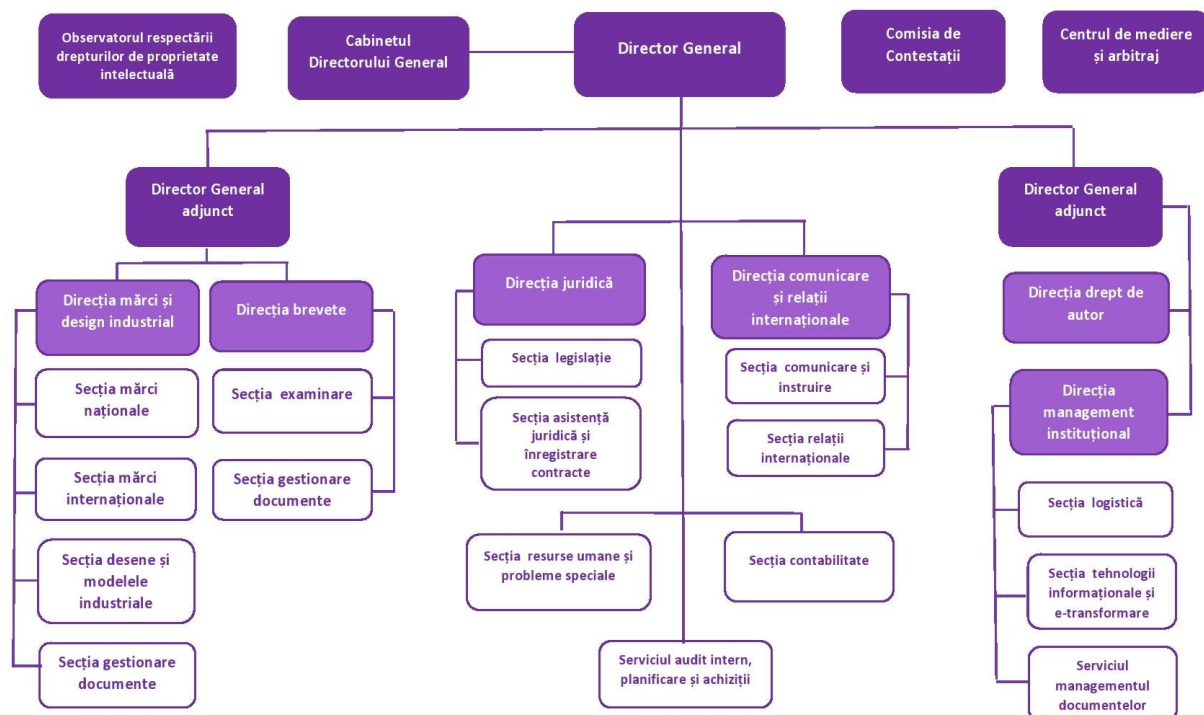 Observatorul respectării
drepturilor de proprietate
intelectuală
Cabinetul
Directorului General
Director General
Comisia de
Contestații
Centrul de mediere
și arbitraj
Director General
adjunct
Director General
adjunct
Direcția mărci și
design industrial
Direcția brevete
Direcția juridică
Direcția comunicare
și relații
internaționale
Direcția drept de
autor
Secția mărci
naționale
Secția examinare
Secția legislație
Secția comunicare și
instruire
Direcția
management
instituțional
Secția asistență
juridică și
înregistrare
contracte
Secția relații
internaționale
Secția mărci
internaționale
Secția gestionare
documente
Secția logistică
Secția desene și
modelele
industriale
Secția resurse umane și
probleme speciale
Secția contabilitate
Secția tehnologii
informaționale și
e-transformare
Secția gestionare
documente
Serviciul audit intern,
planificare și achiziții
Serviciul
managementul
documentelor